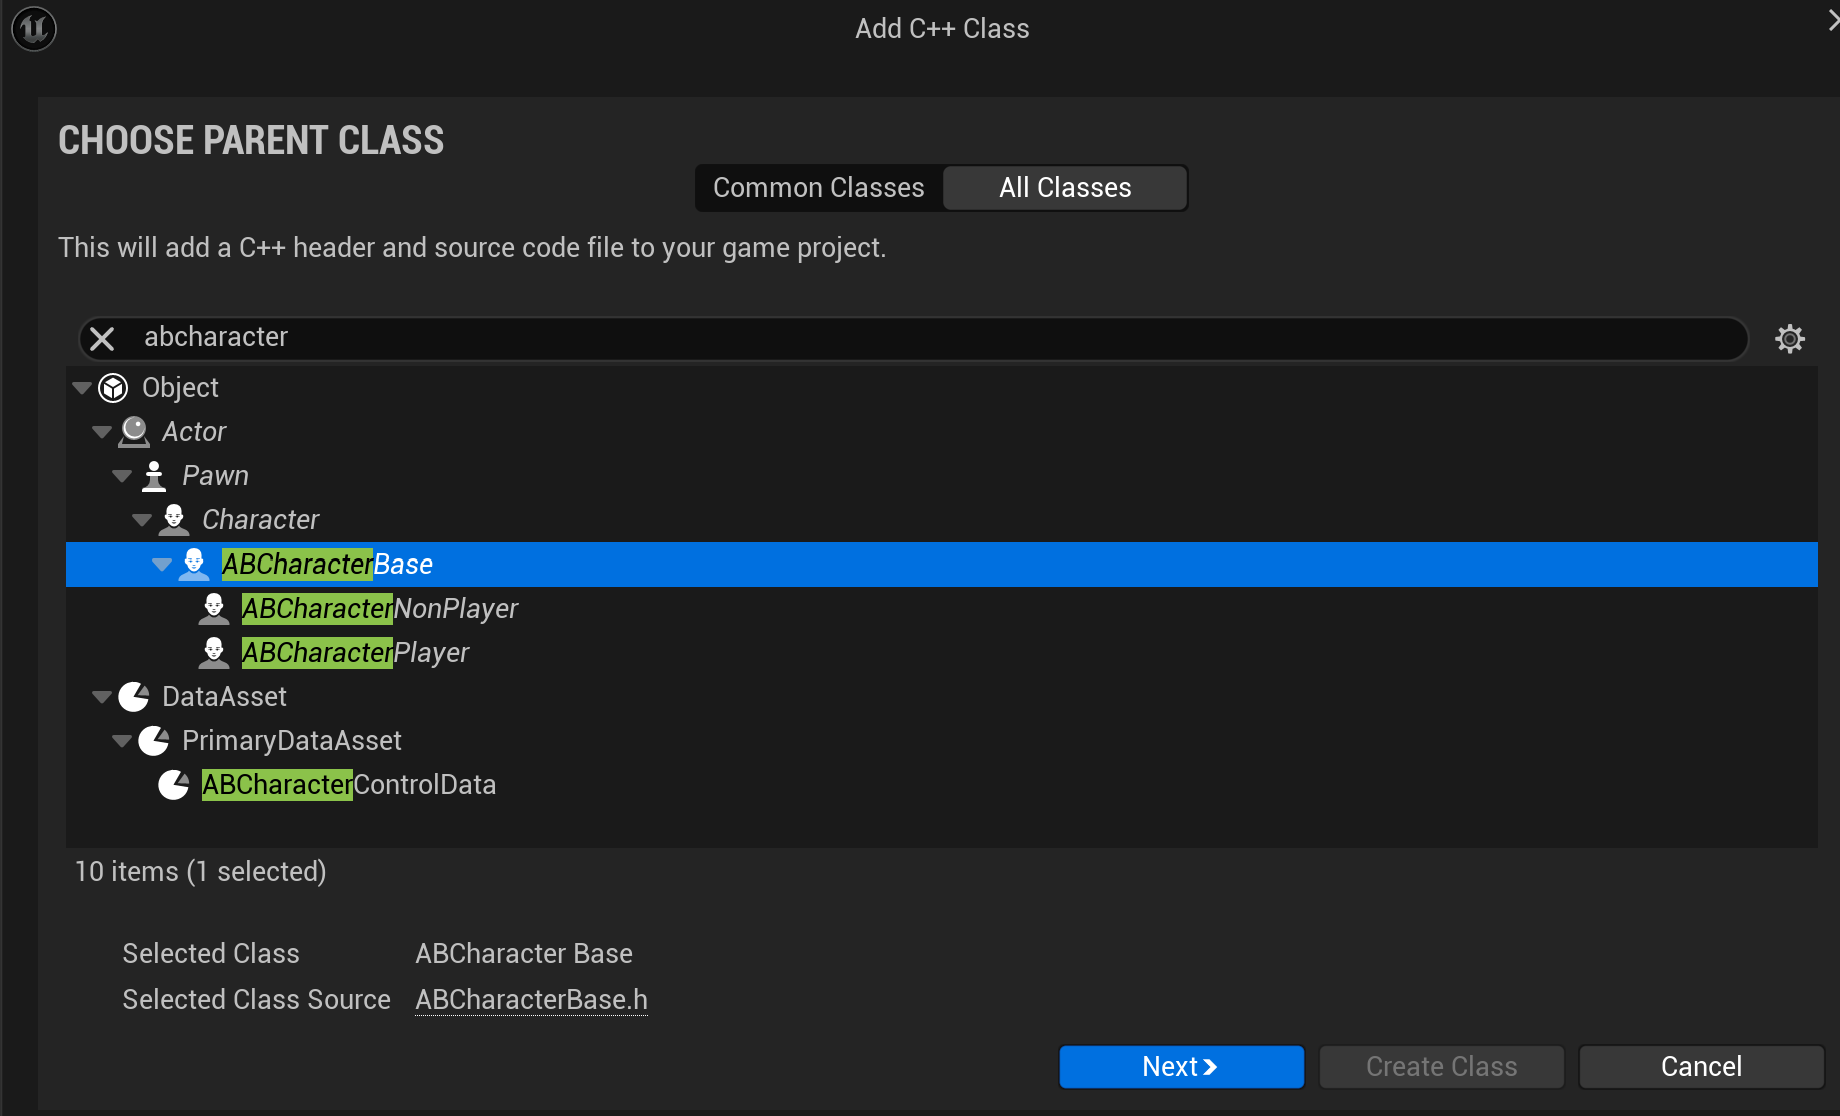 Add C++ Class
CHOOSE PARENT CLASS
Common Classes All Classes
This will add a C++ header and source code file to your game project.
abcharacter
Object
Actor
Pawn
Character
ABCharacterBase
ABCharacterNonPlayer
ABCharacterPlayer
DataAsset
PrimaryDataAsset
ABCharacterControlData
10 items (1 selected)
Selected Class ABCharacter Base
Selected Class Source ABCharacterBase.h
Next Create Class Cancel